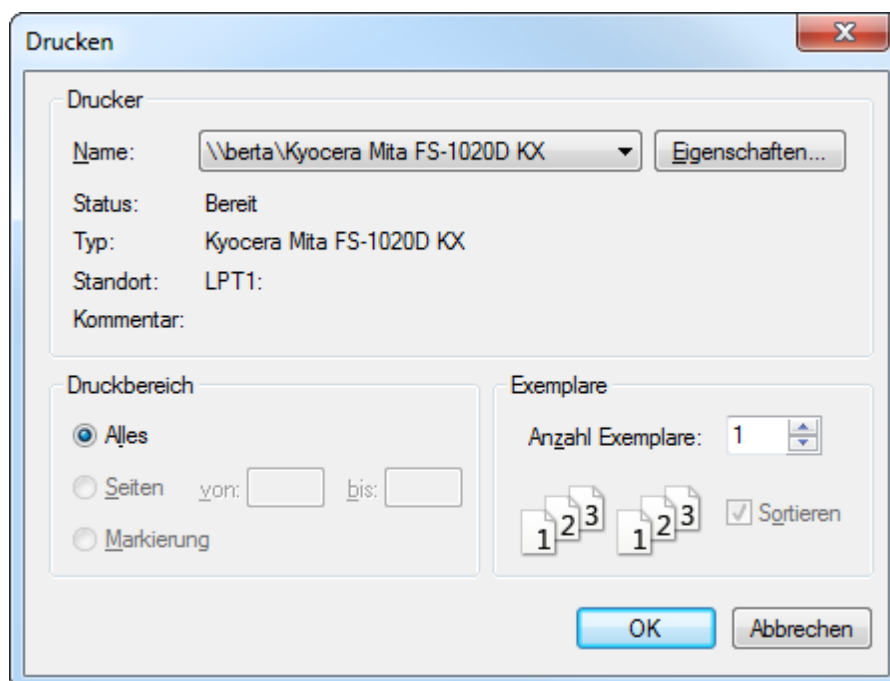 Drucken
Drucker
Name: \\berta\Kyocera Mita FS-1020D KX Eigenschaften...
Status: Bereit
Typ: Kyocera Mita FS-1020D KX
Standort: LPT1:
Kommentar:
Druckbereich
Alles
Seiten von: bis:
Markierung
Exemplare
Anzahl Exemplare: 1
1 2 3 1 2 3 Sortieren
OK Abbrechen